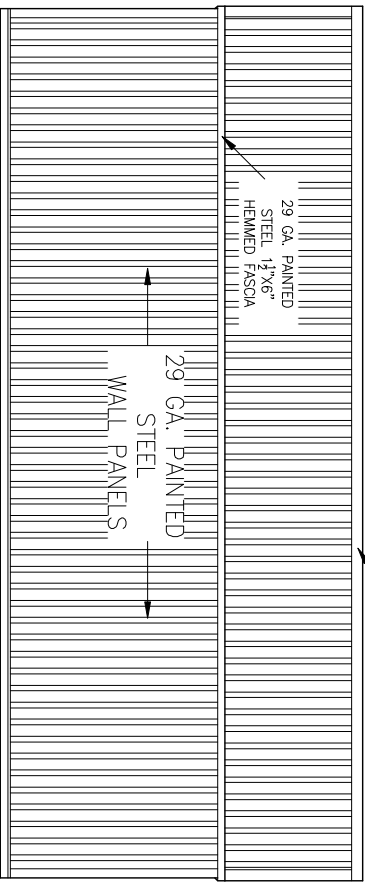 29 GA. PAINTED
STEEL 1½"X6"
HEMMED FASCIA
29 GA. PAINTED
STEEL
WALL PANELS